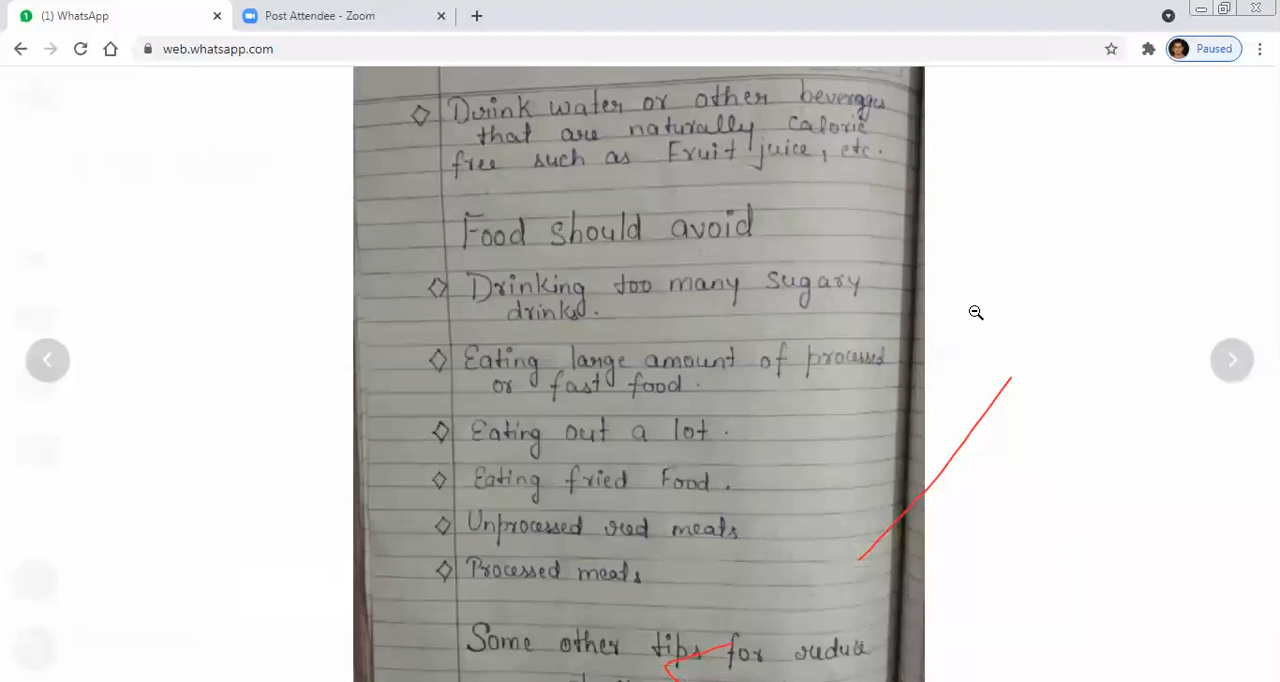 (1) WhatsApp
Post Attendee - Zoom
web.whatsapp.com
Paused
Drink water or other beverages
that are naturally calorie
free such as Fruit juice, etc.
Food should avoid
Drinking too many sugary
drinks.
Eating large amount of processed
or fast food.
Eating out a lot.
Eating fried Food.
Unprocessed red meats
Processed meats
Some other tips for reduce